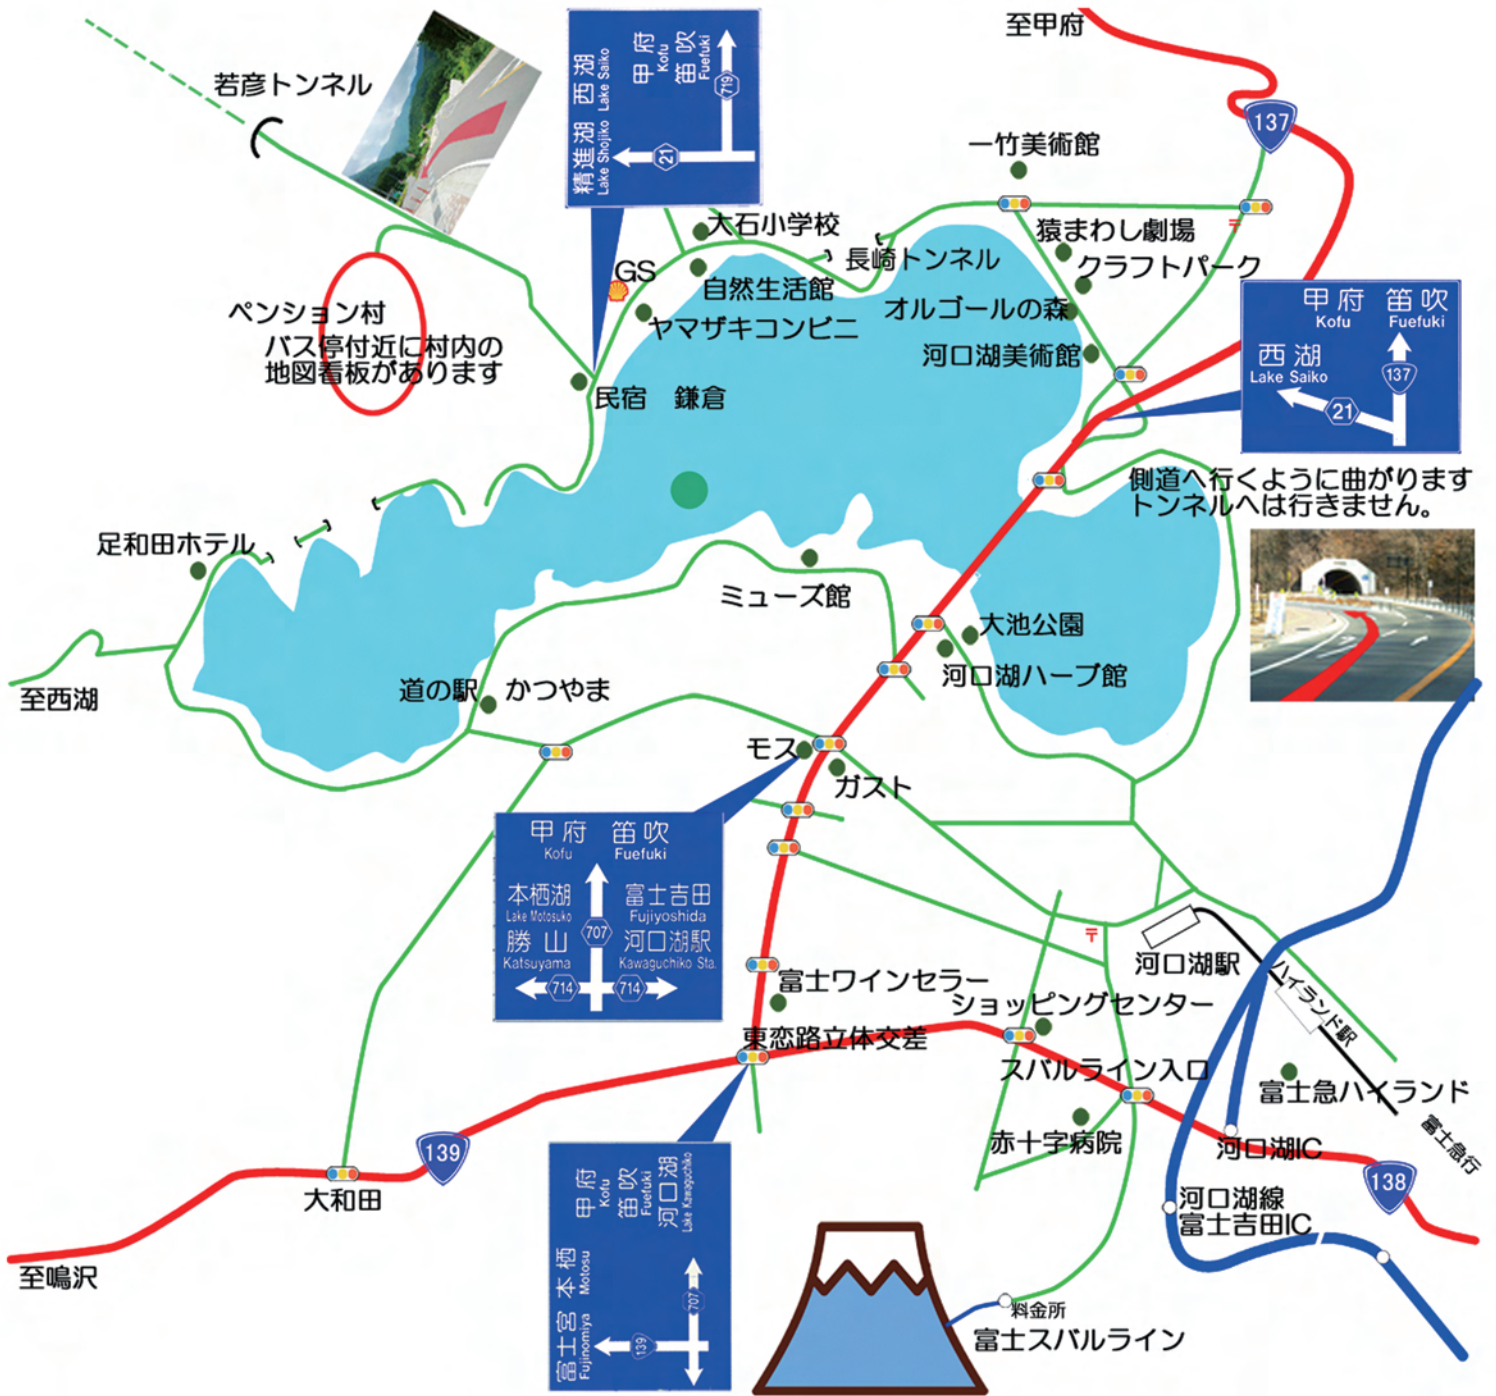 至甲府
若彦トンネル
甲府
Kofu
笛吹
Fuefuki
719
西湖
Lake Saiko
精進湖
Lake Shojiko
21
137
一竹美術館
大石小学校
猿まわし劇場
長崎トンネル
クラフトパーク
GS
自然生活館
オルゴールの森
ヤマザキコンビニ
河口湖美術館
ペンション村
バス停付近に村内の
地図看板があります
民宿 鎌倉
甲府 笛吹
Kofu Fuefuki
西湖
Lake Saiko
137
21
側道へ行くように曲がります
トンネルへは行きません。
足和田ホテル
ミューズ館
大池公園
河口湖ハーブ館
至西湖
道の駅 かつやま
モス
ガスト
甲府 笛吹
Kofu Fuefuki
本栖湖 富士吉田
Lake Motosuko Fujiyoshida
勝山 707 河口湖駅
Katsuyama Kawaguchiko Sta.
714 714
〒
〒
河口湖駅
ハイランド駅
富士ワインセラー
ショッピングセンター
東恋路立体交差
スバルライン入口
富士急ハイランド
富士急行
赤十字病院
河口湖IC
139
138
大和田
甲府
Kofu
笛吹
Fuefuki
河口湖
Lake Kawaguchiko
本栖
Motosu
富士宮
Fujinomiya
707
139
河口湖線
富士吉田IC
至鳴沢
料金所
富士スバルライン